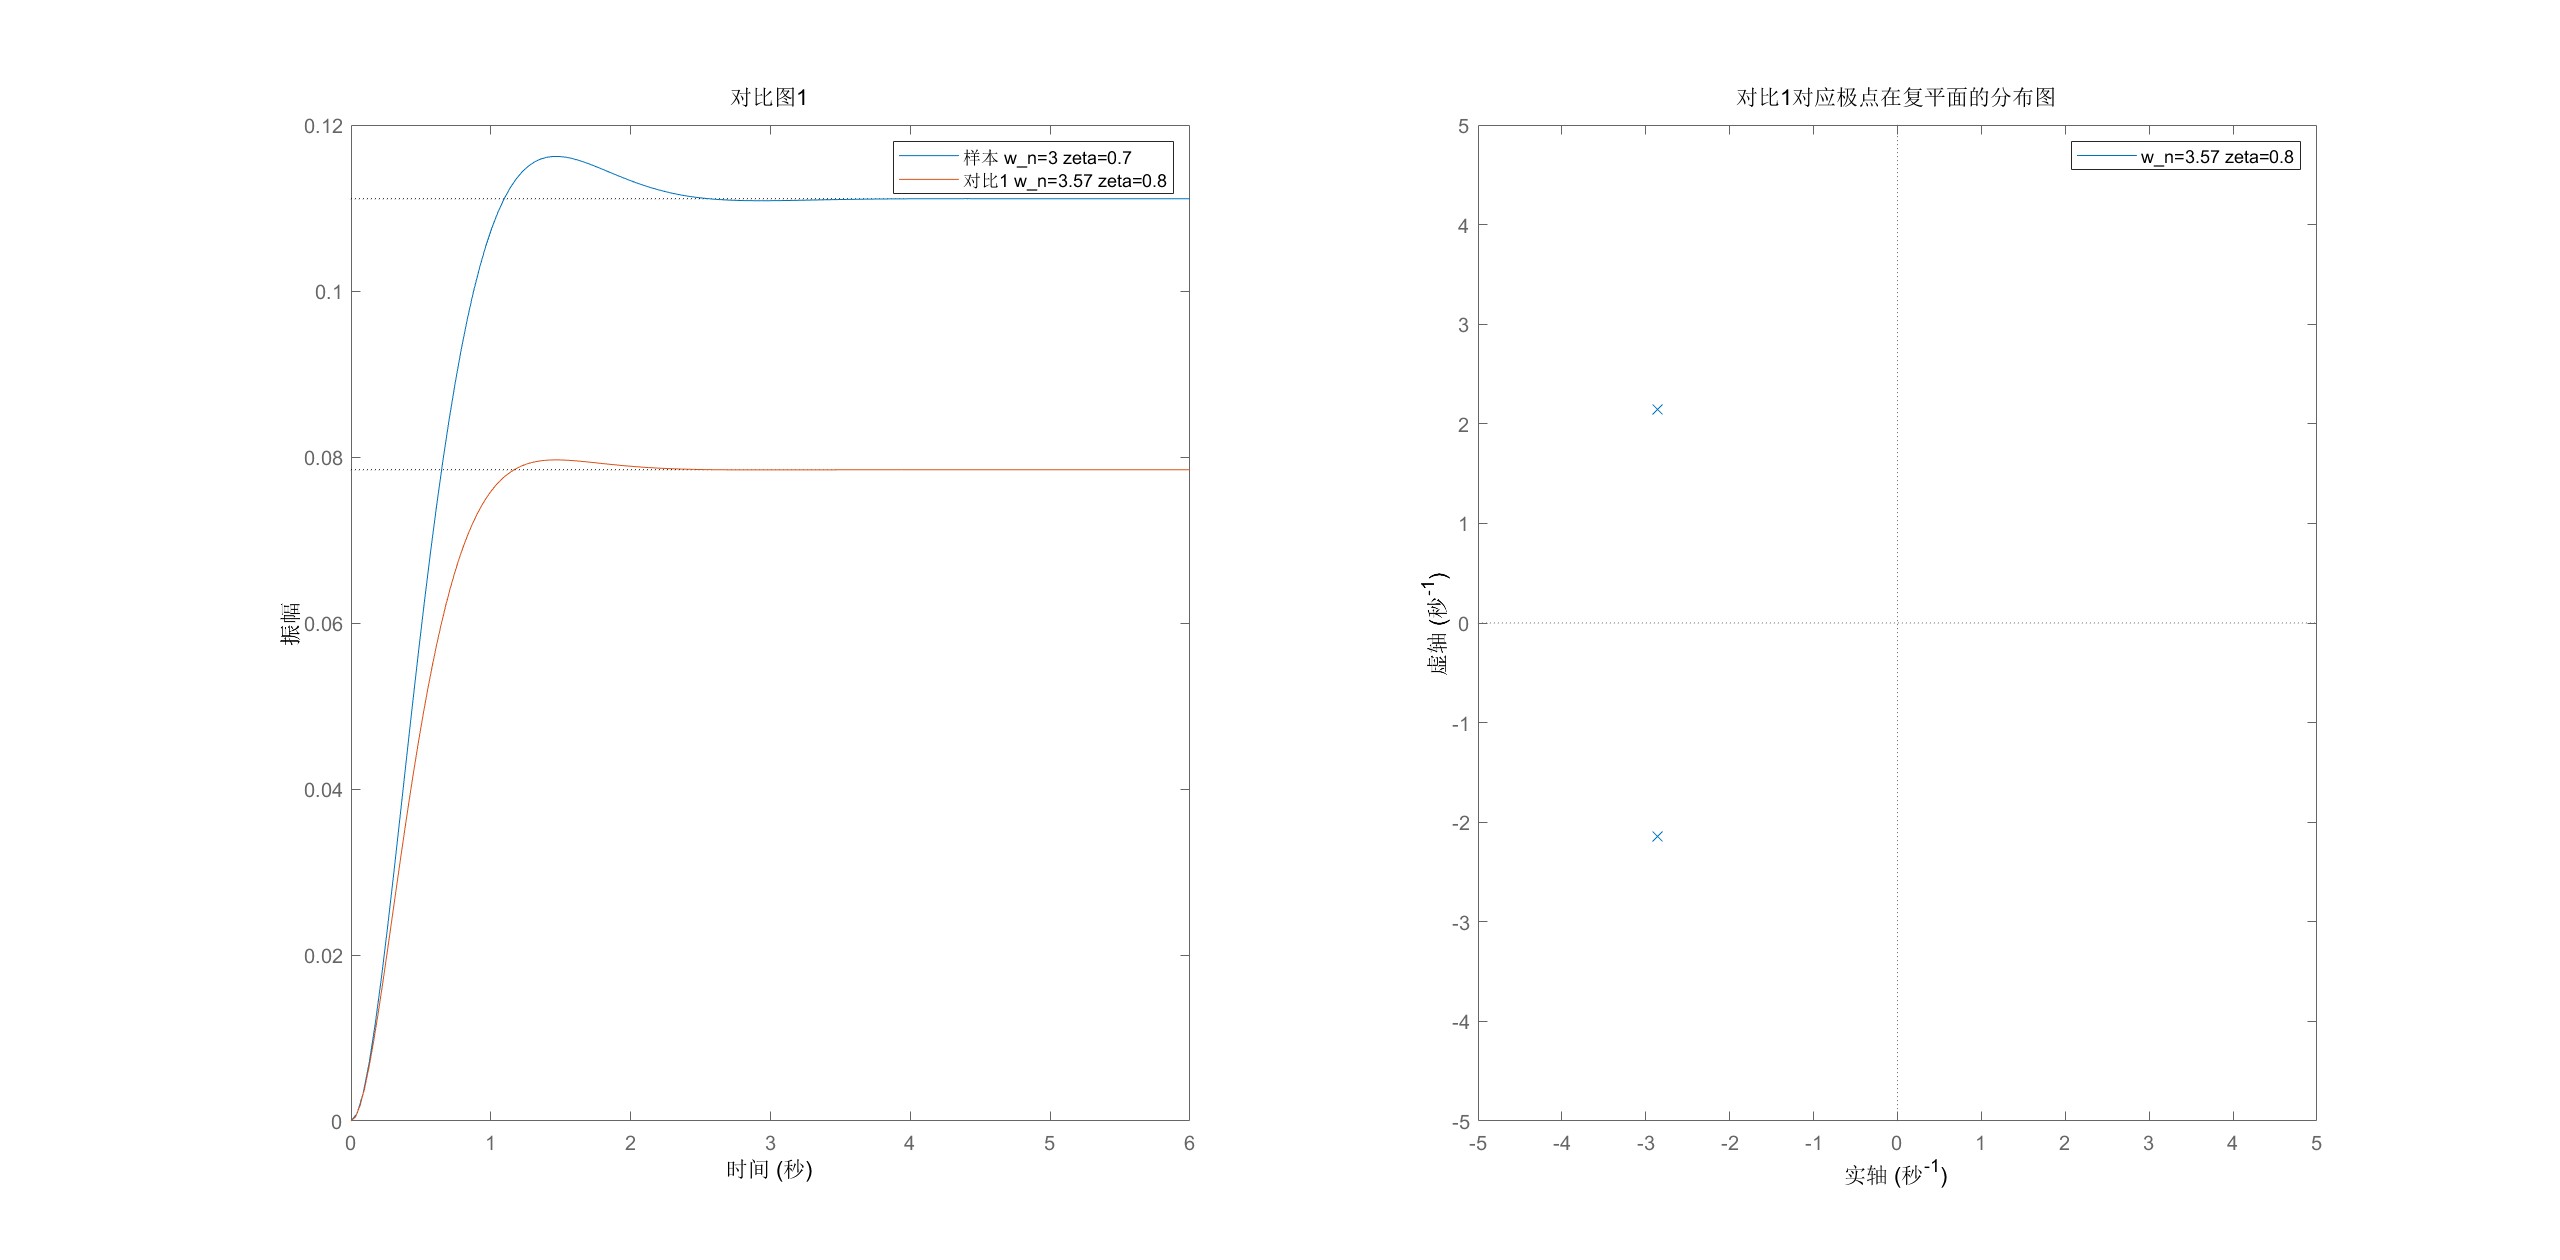 对比图1
0.12
0.1
0.08
0.06
0.04
0.02
0
振幅
样本 w_n=3 zeta=0.7
对比1 w_n=3.57 zeta=0.8
0 1 2 3 4 5 6
时间 (秒)
对比1对应极点在复平面的分布图
5
4
3
2
1
0
-1
-2
-3
-4
-5
虚轴 (秒-1)
w_n=3.57 zeta=0.8
-5 -4 -3 -2 -1 0 1 2 3 4 5
实轴 (秒-1)